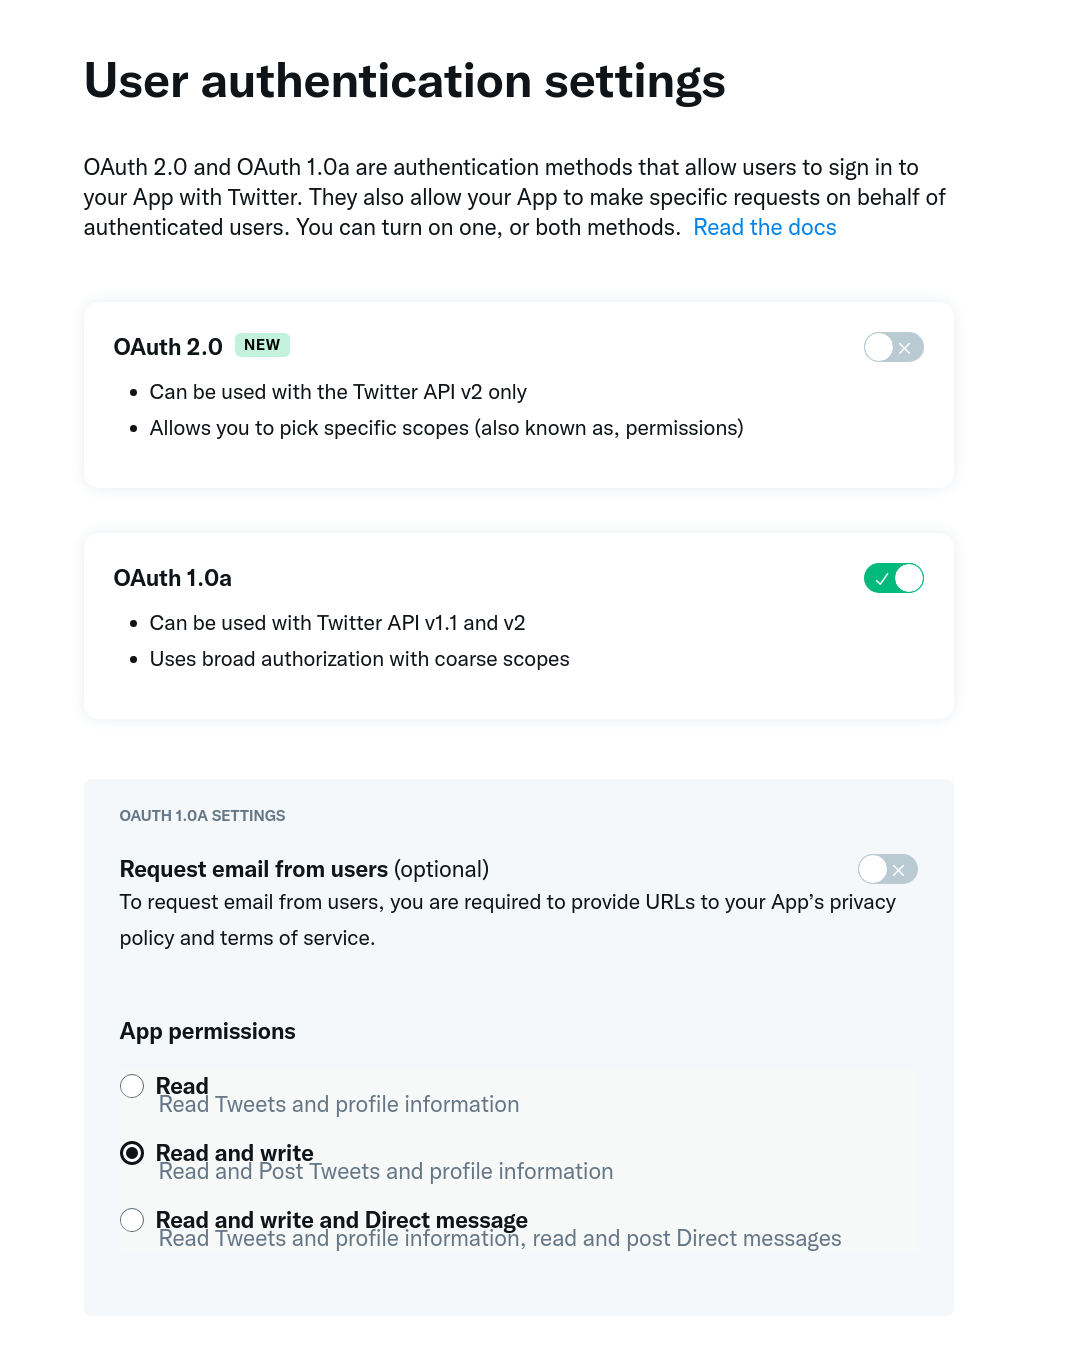 User authentication settings
OAuth 2.0 and OAuth 1.0a are authentication methods that allow users to sign in to
your App with Twitter. They also allow your App to make specific requests on behalf of
authenticated users. You can turn on one, or both methods. Read the docs
OAuth 2.0 NEW
• Can be used with the Twitter API v2 only
• Allows you to pick specific scopes (also known as, permissions)
OAuth 1.0a
• Can be used with Twitter API v1.1 and v2
• Uses broad authorization with coarse scopes
OAUTH 1.0A SETTINGS
Request email from users (optional)
To request email from users, you are required to provide URLs to your App’s privacy
policy and terms of service.
App permissions
Read
Read Tweets and profile information
Read and write
Read and Post Tweets and profile information
Read and write and Direct message
Read Tweets and profile information, read and post Direct messages